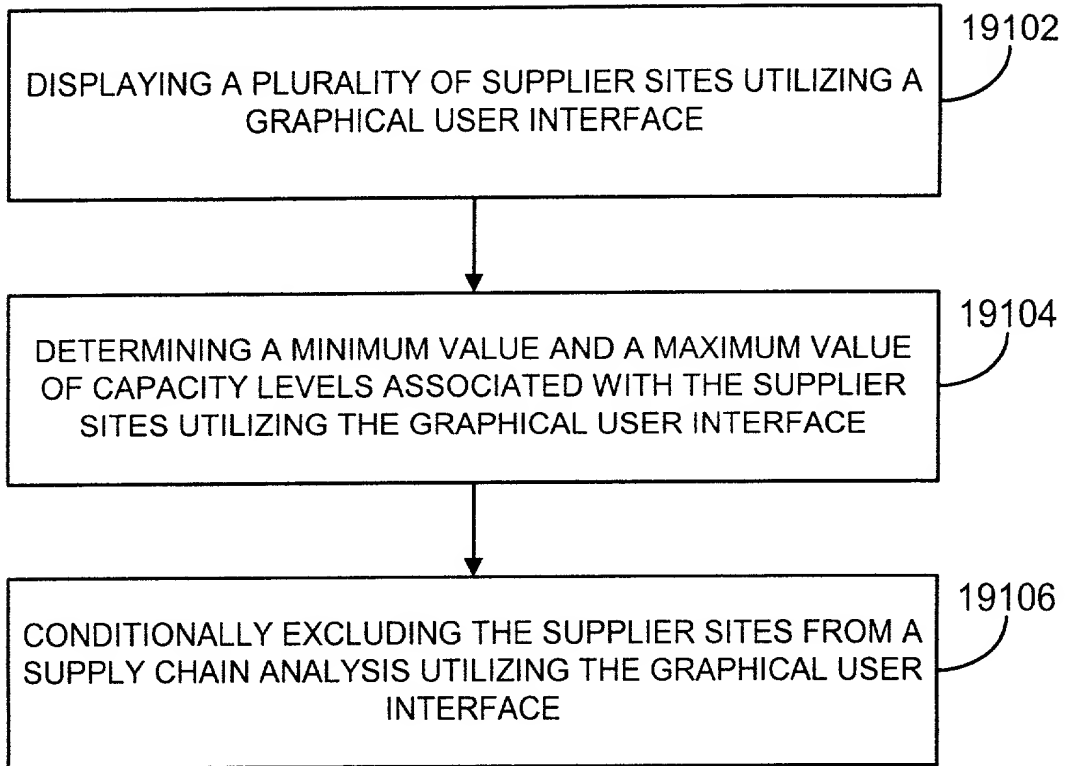 19102
DISPLAYING A PLURALITY OF SUPPLIER SITES UTILIZING A
GRAPHICAL USER INTERFACE
19104
DETERMINING A MINIMUM VALUE AND A MAXIMUM VALUE
OF CAPACITY LEVELS ASSOCIATED WITH THE SUPPLIER
SITES UTILIZING THE GRAPHICAL USER INTERFACE
19106
CONDITIONALLY EXCLUDING THE SUPPLIER SITES FROM A
SUPPLY CHAIN ANALYSIS UTILIZING THE GRAPHICAL USER
INTERFACE